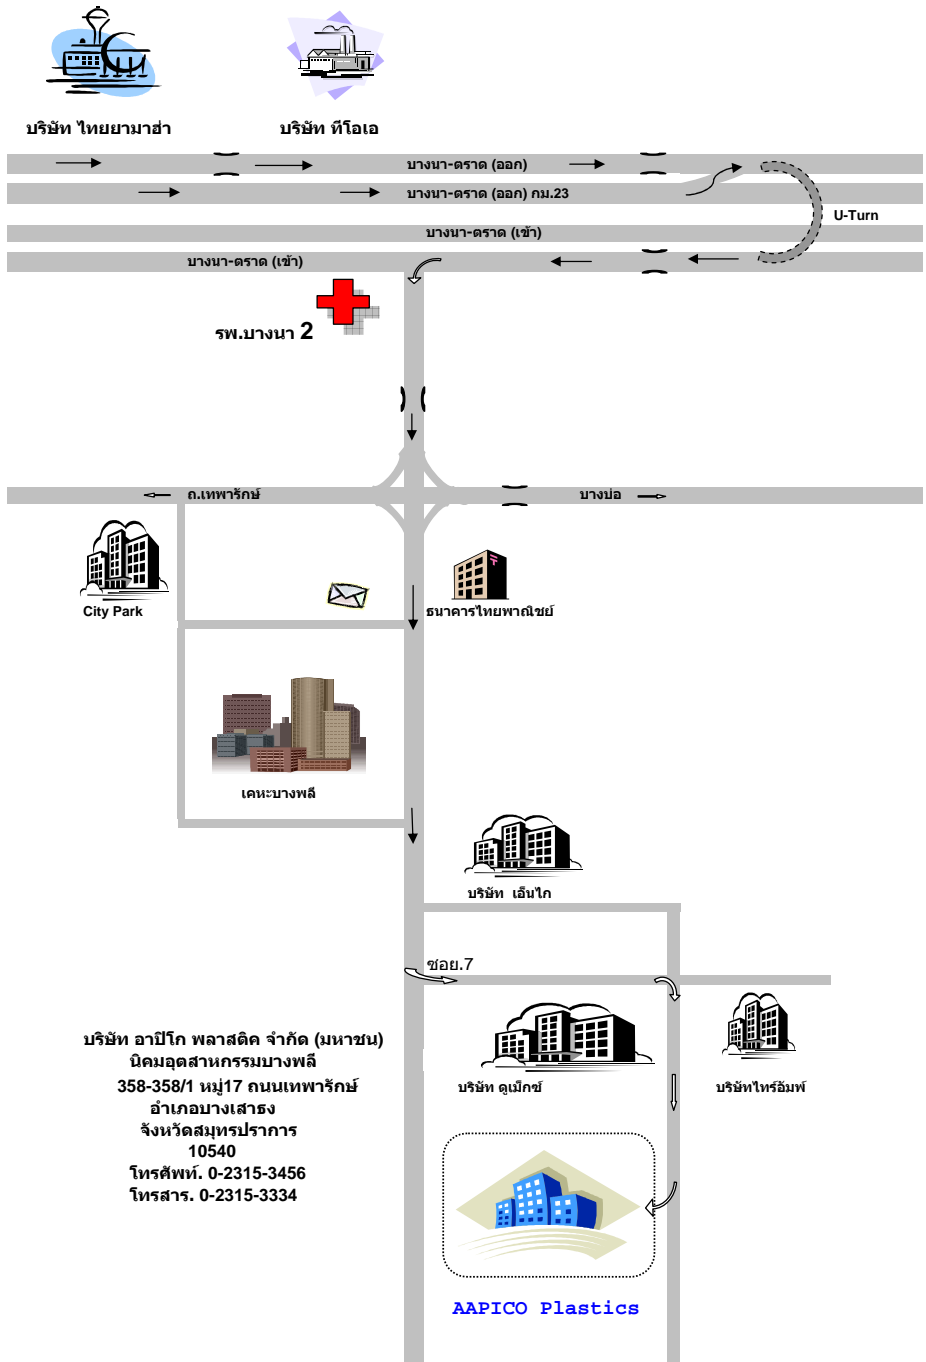 บริษัท ไทยยามาฮ่า
บริษัท ทีโอเอ
บางนา-ตราด (ออก)
บางนา-ตราด (ออก) กม.23
U-Turn
บางนา-ตราด (เข้า)
บางนา-ตราด (เข้า)
รพ.บางนา 2
ถ.เทพารักษ์
บางบ่อ
City Park
ธนาคารไทยพาณิชย์
เคหะบางพลี
บริษัท เอ็นไก
ซอย.7
บริษัท อาปิโก พลาสติค จำกัด (มหาชน)
นิคมอุตสาหกรรมบางพลี
358-358/1 หมู่17 ถนนเทพารักษ์
อำเภอบางเสาธง
จังหวัดสมุทรปราการ
10540
โทรศัพท์. 0-2315-3456
โทรสาร. 0-2315-3334
บริษัท ดูเม็กซ์
บริษัทไทร์อัมพ์
AAPICO Plastics